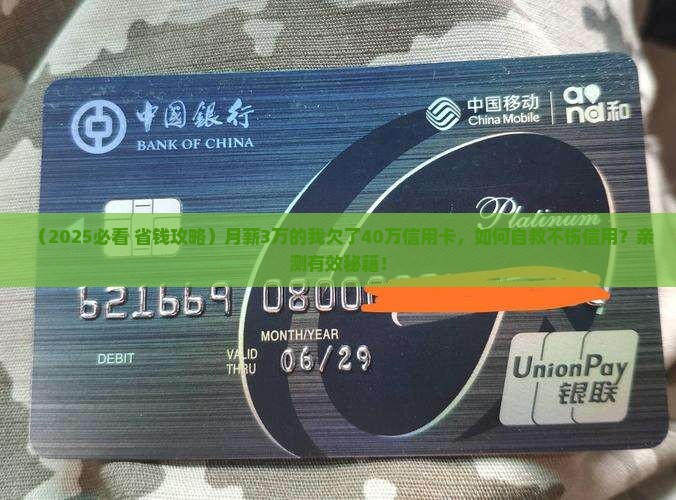 中国银行
BANK OF CHINA
中国移动
China Mobile
and和
Platinum
（2025必看 省钱攻略）月薪3万的我欠了40万信用卡，如何自救不伤信用？亲
测有效秘籍！
621669 0800
MONTH/YEAR
DEBIT
VALID
THRU
06/29
UnionPay
银联